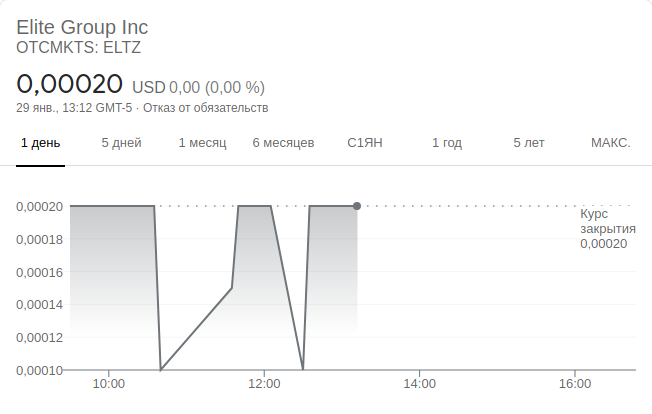 Elite Group Inc
OTCMKTS: ELTZ
0,00020 USD 0,00 (0,00 %)
29 янв., 13:12 GMT-5 · Отказ от обязательств
1 день 5 дней 1 месяц 6 месяцев С1ЯН 1 год 5 лет МАКС.
0,00020
Курс
закрытия
0,00020
0,00018
0,00016
0,00014
0,00012
0,00010
10:00 12:00 14:00 16:00